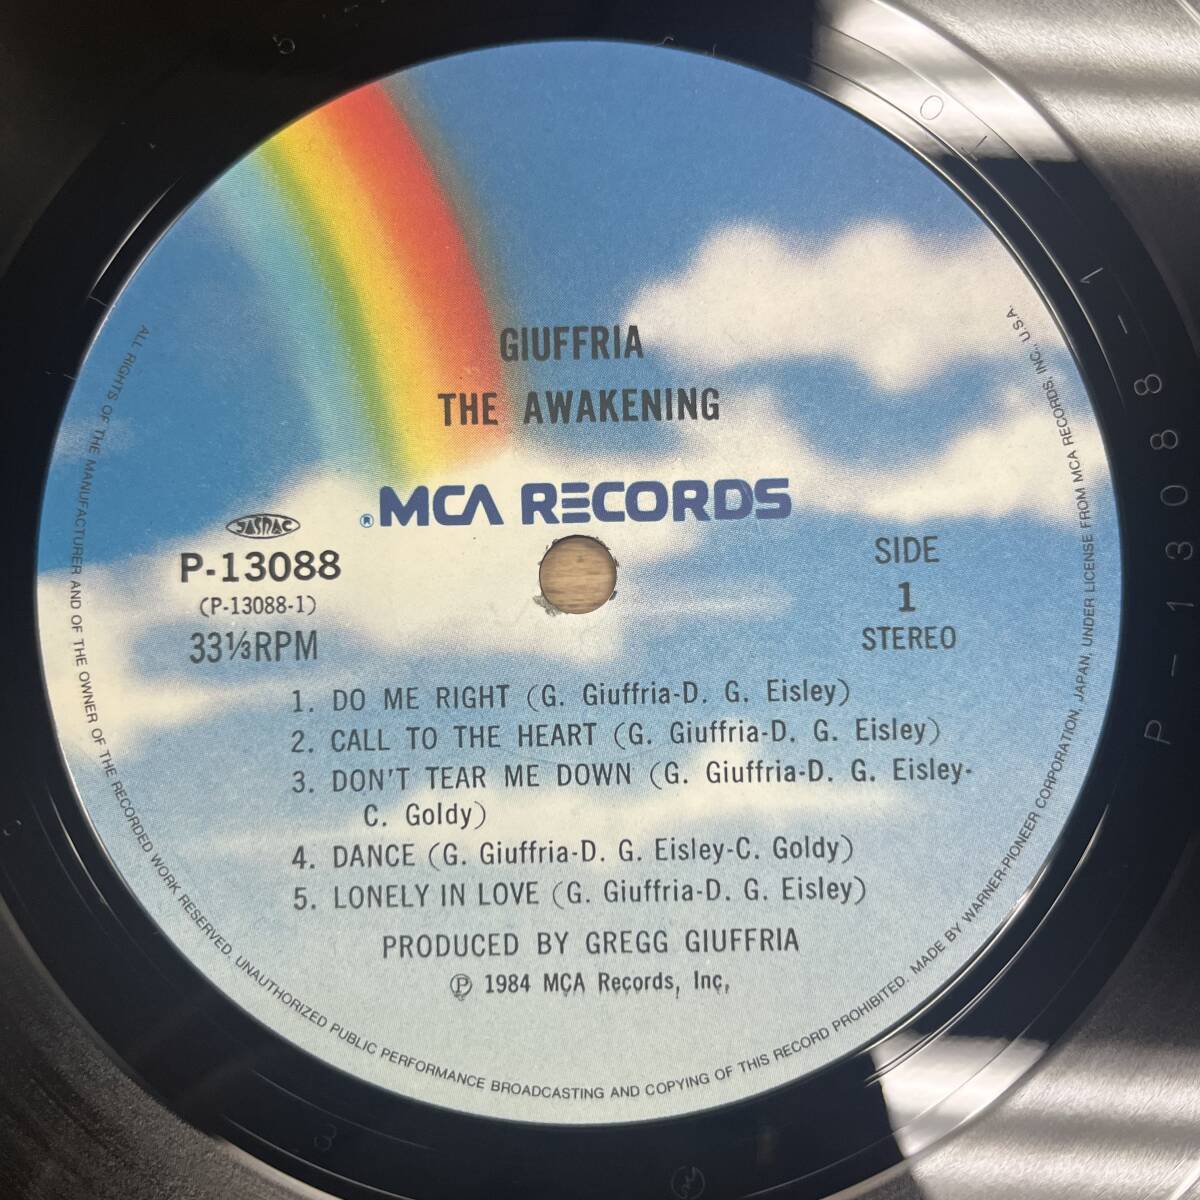 GIUFFRIA
THE AWAKENING
® MCA RECORDS
JASRAC
P-13088
(P-13088-1)
33⅓RPM
SIDE
1
STEREO
1. DO ME RIGHT (G. Giuffria-D. G. Eisley)
2. CALL TO THE HEART (G. Giuffria-D. G. Eisley)
3. DON'T TEAR ME DOWN (G. Giuffria-D. G. Eisley-
C. Goldy)
4. DANCE (G. Giuffria-D. G. Eisley-C. Goldy)
5. LONELY IN LOVE (G. Giuffria-D. G. Eisley)
PRODUCED BY GREGG GIUFFRIA
Ⓟ 1984 MCA Records, Inc,
ALL RIGHTS OF THE MANUFACTURER AND OF THE OWNER OF THE RECORDED WORK RESERVED. UNAUTHORIZED PUBLIC PERFORMANCE BROADCASTING AND COPYING OF THIS RECORD PROHIBITED. MADE BY WARNER-PIONEER CORPORATION, JAPAN, UNDER LICENSE FROM MCA RECORDS, INC., U.S.A.
P-13088-1